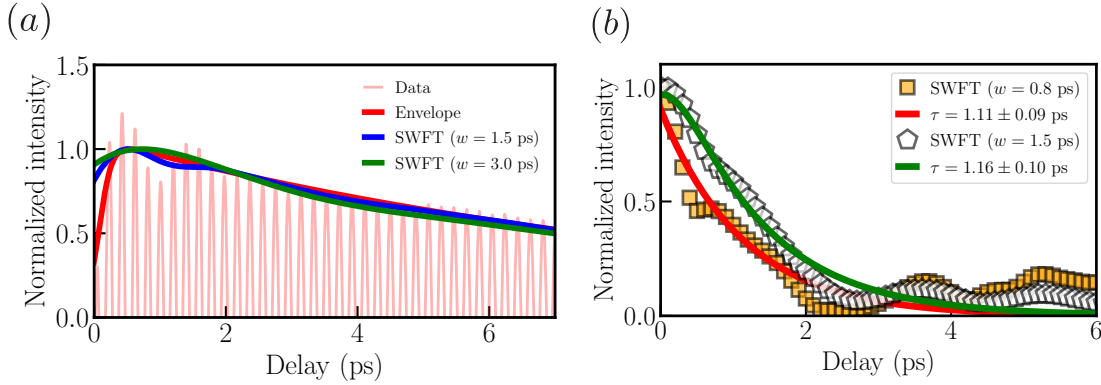 (a)
Normalized intensity
1.5
1.0
0.5
0.0
0
2
4
6
Delay (ps)
Data
Envelope
SWFT (w = 1.5 ps)
SWFT (w = 3.0 ps)
(b)
Normalized intensity
1.0
0.5
0.0
0
2
4
6
Delay (ps)
SWFT (w = 0.8 ps)
τ = 1.11 ± 0.09 ps
SWFT (w = 1.5 ps)
τ = 1.16 ± 0.10 ps